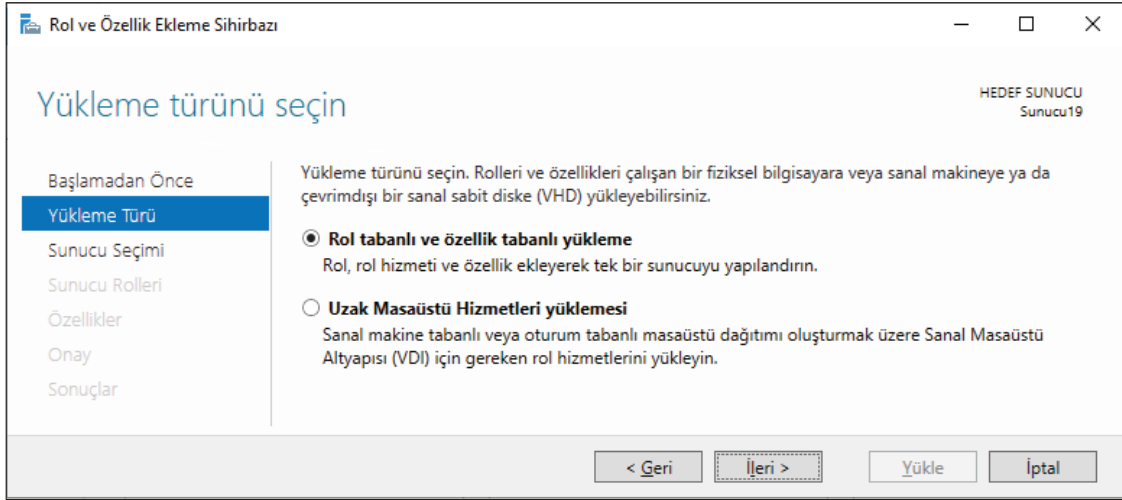 Rol ve Özellik Ekleme Sihirbazı
Yükleme türünü seçin
HEDEF SUNUCU
Sunucu19
Başlamadan Önce
Yükleme Türü
Sunucu Seçimi
Sunucu Rolleri
Özellikler
Onay
Sonuçlar
Yükleme türünü seçin. Rolleri ve özellikleri çalışan bir fiziksel bilgisayara veya sanal makineye ya da
çevrimdışı bir sanal sabit diske (VHD) yükleyebilirsiniz.
Rol tabanlı ve özellik tabanlı yükleme
Rol, rol hizmeti ve özellik ekleyerek tek bir sunucuyu yapılandırın.
Uzak Masaüstü Hizmetleri yüklemesi
Sanal makine tabanlı veya oturum tabanlı masaüstü dağıtımı oluşturmak üzere Sanal Masaüstü
Altyapısı (VDI) için gereken rol hizmetlerini yükleyin.
< Geri İleri > Yükle İptal